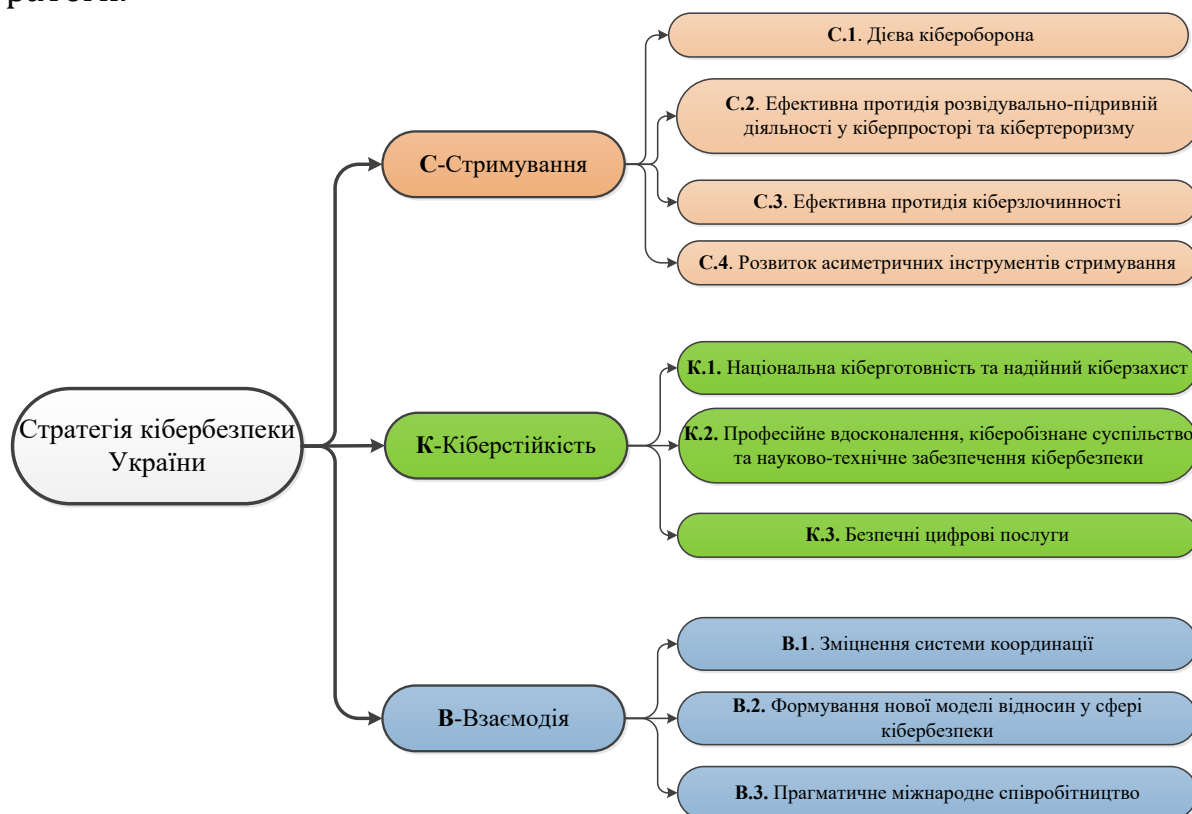 Стратегія кібербезпеки
України
С-Стримування
С.1. Дієва кібероборона
С.2. Ефективна протидія розвідувально-підривній
діяльності у кіберпросторі та кібертероризму
С.3. Ефективна протидія кіберзлочинності
С.4. Розвиток асиметричних інструментів стримування
К-Кіберстійкість
К.1. Національна кіберготовність та надійний кіберзахист
К.2. Професійне вдосконалення, кіберобізнане суспільство
та науково-технічне забезпечення кібербезпеки
К.3. Безпечні цифрові послуги
В-Взаємодія
В.1. Зміцнення системи координації
В.2. Формування нової моделі відносин у сфері
кібербезпеки
В.3. Прагматичне міжнародне співробітництво